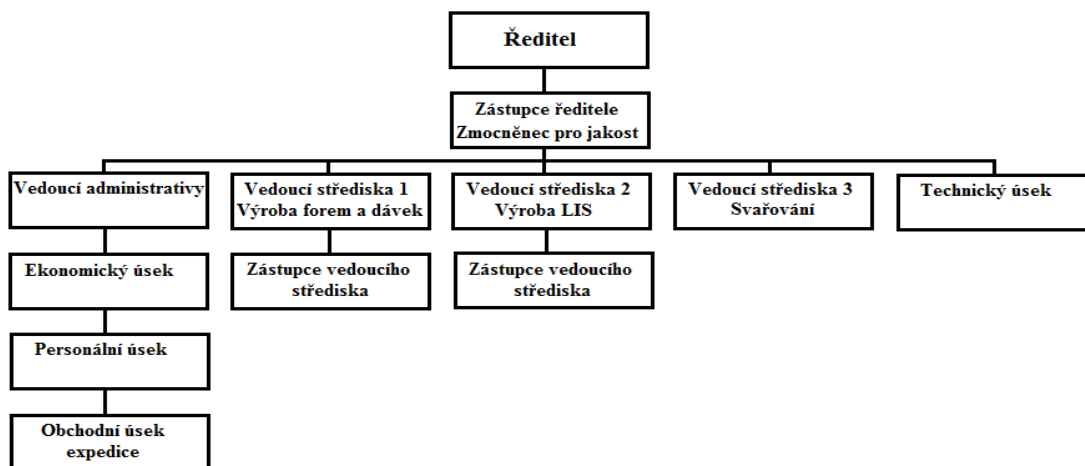 Ředitel
Zástupce ředitele
Zmocněnec pro jakost
Vedoucí administrativy
Vedoucí střediska 1
Výroba forem a dávek
Vedoucí střediska 2
Výroba LIS
Vedoucí střediska 3
Svařování
Technický úsek
Ekonomický úsek
Zástupce vedoucího
střediska
Zástupce vedoucího
střediska
Personální úsek
Obchodní úsek
expedice